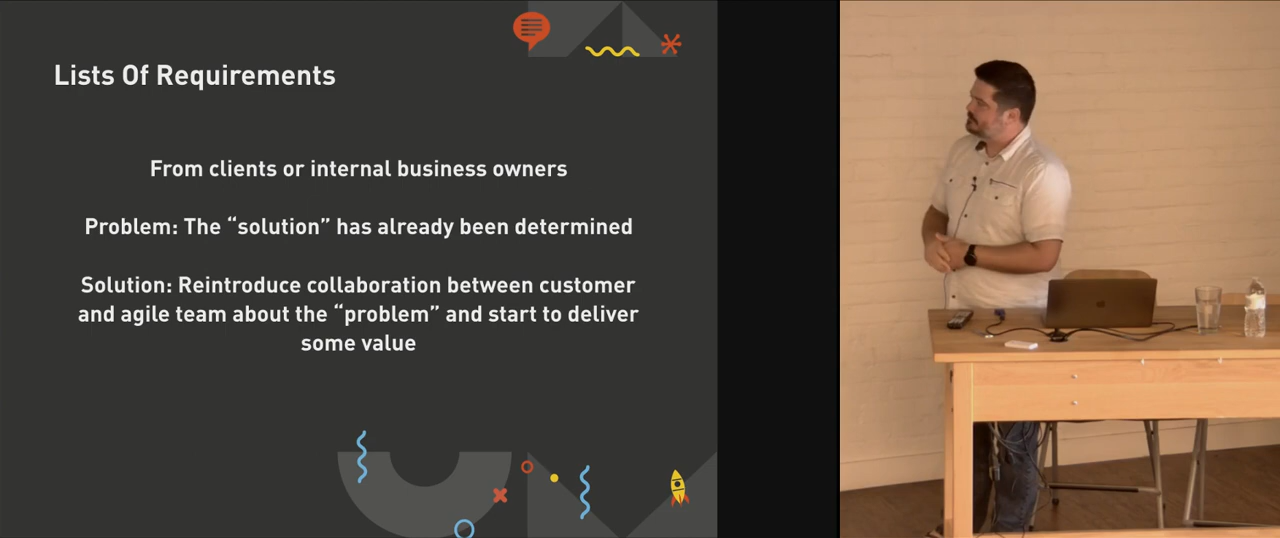 Lists Of Requirements
From clients or internal business owners
Problem: The “solution” has already been determined
Solution: Reintroduce collaboration between customer
and agile team about the “problem” and start to deliver
some value